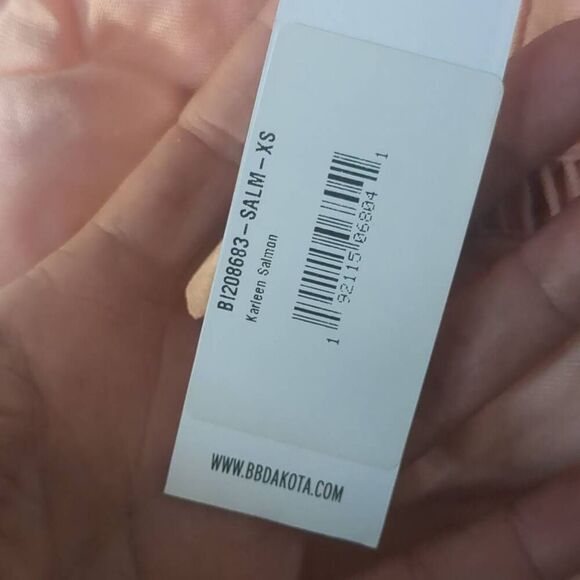 BI208683-SALM-XS
Karleen Salmon
1 92115 06804 1
WWW.BBDAKOTA.COM